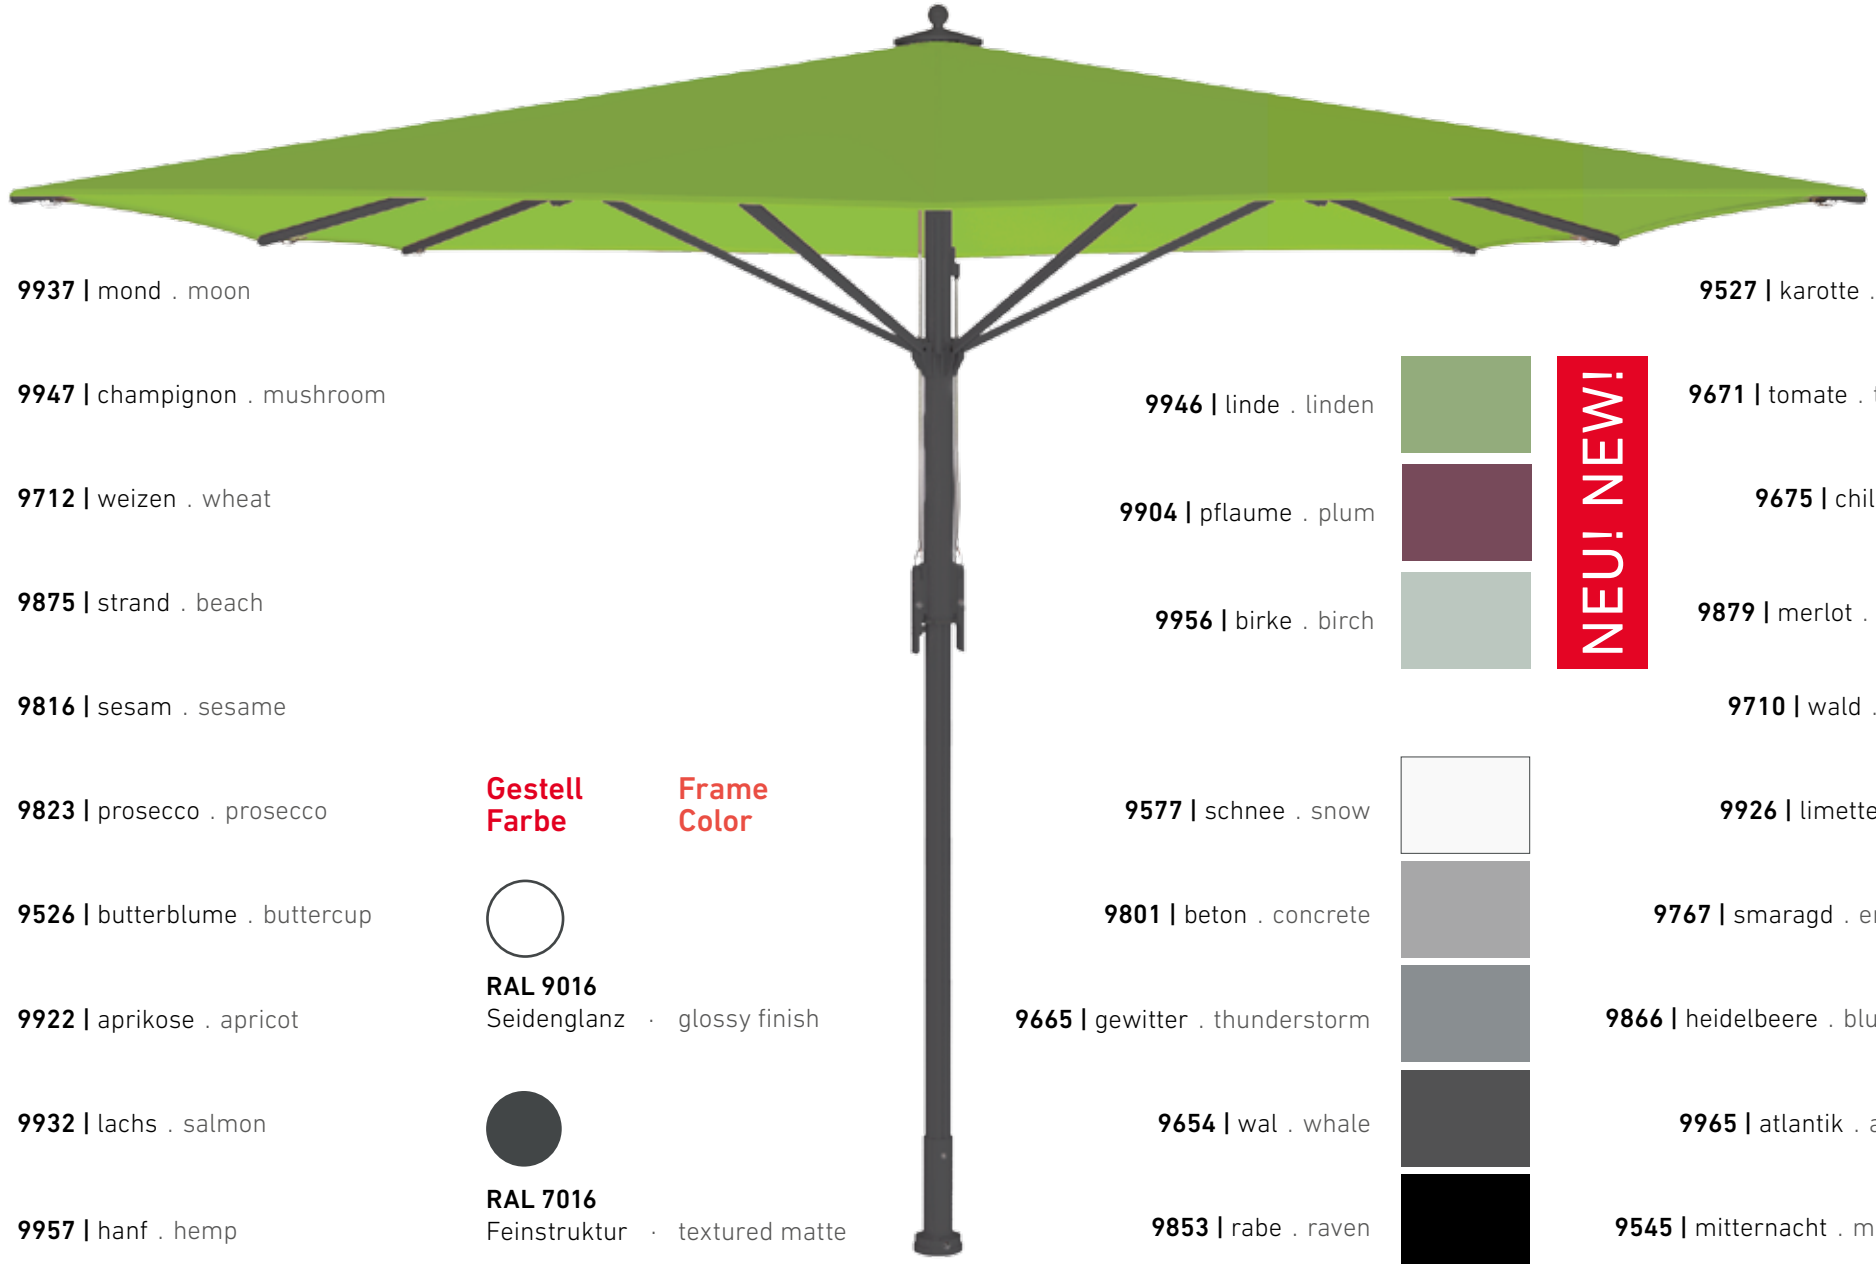 9937 | mond . moon
9947 | champignon . mushroom
9712 | weizen . wheat
9875 | strand . beach
9816 | sesam . sesame
9823 | prosecco . prosecco
9526 | butterblume . buttercup
9922 | aprikose . apricot
9932 | lachs . salmon
9957 | hanf . hemp
Gestell Frame
Farbe Color
RAL 9016
Seidenglanz · glossy finish
RAL 7016
Feinstruktur · textured matte
9946 | linde . linden
9904 | pflaume . plum
9956 | birke . birch
NEU! NEW!
9577 | schnee . snow
9801 | beton . concrete
9665 | gewitter . thunderstorm
9654 | wal . whale
9853 | rabe . raven
9527 | karotte .
9671 | tomate .
9675 |
9879 | merlot .
9710 | wald .
9926 | limette
9767 | smaragd .
9866 | heidelbeere .
9965 | atlantik .
9545 | mitternacht .